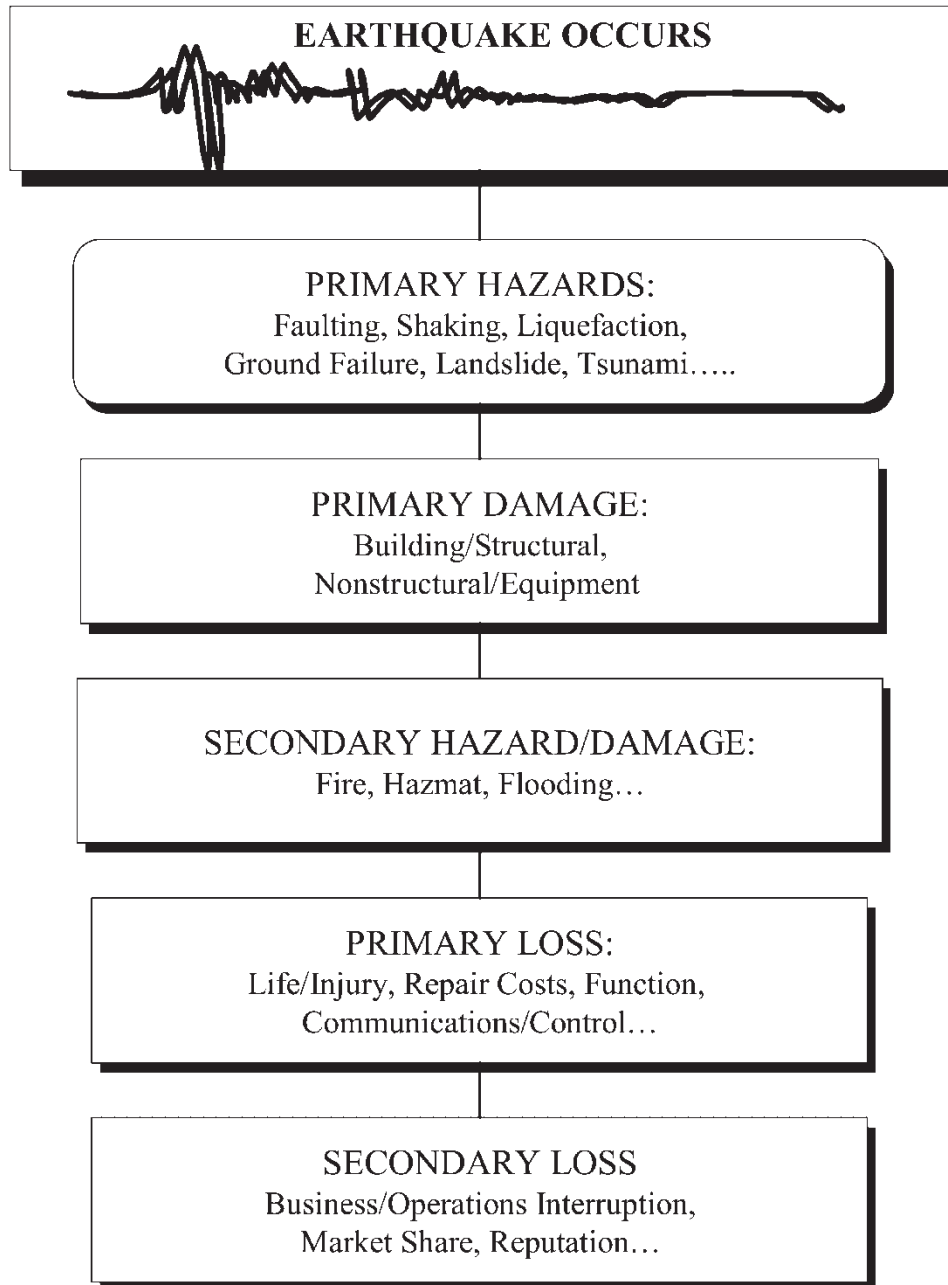 EARTHQUAKE OCCURS
PRIMARY HAZARDS:
Faulting, Shaking, Liquefaction,
Ground Failure, Landslide, Tsunami.....
PRIMARY DAMAGE:
Building/Structural,
Nonstructural/Equipment
SECONDARY HAZARD/DAMAGE:
Fire, Hazmat, Flooding…
PRIMARY LOSS:
Life/Injury, Repair Costs, Function,
Communications/Control…
SECONDARY LOSS
Business/Operations Interruption,
Market Share, Reputation…